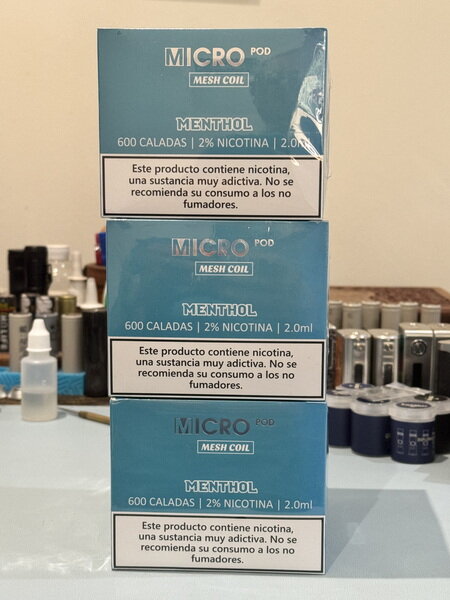 MICRO POD
MESH COIL
MENTHOL
600 CALADAS | 2% NICOTINA | 2.0ml
Este producto contiene nicotina,
una sustancia muy adictiva. No se
recomienda su consumo a los no
fumadores.
MICRO POD
MESH COIL
MENTHOL
600 CALADAS | 2% NICOTINA | 2.0ml
Este producto contiene nicotina,
una sustancia muy adictiva. No se
recomienda su consumo a los no
fumadores.
MICRO POD
MESH COIL
MENTHOL
600 CALADAS | 2% NICOTINA | 2.0ml
Este producto contiene nicotina,
una sustancia muy adictiva. No se
recomienda su consumo a los no
fumadores.